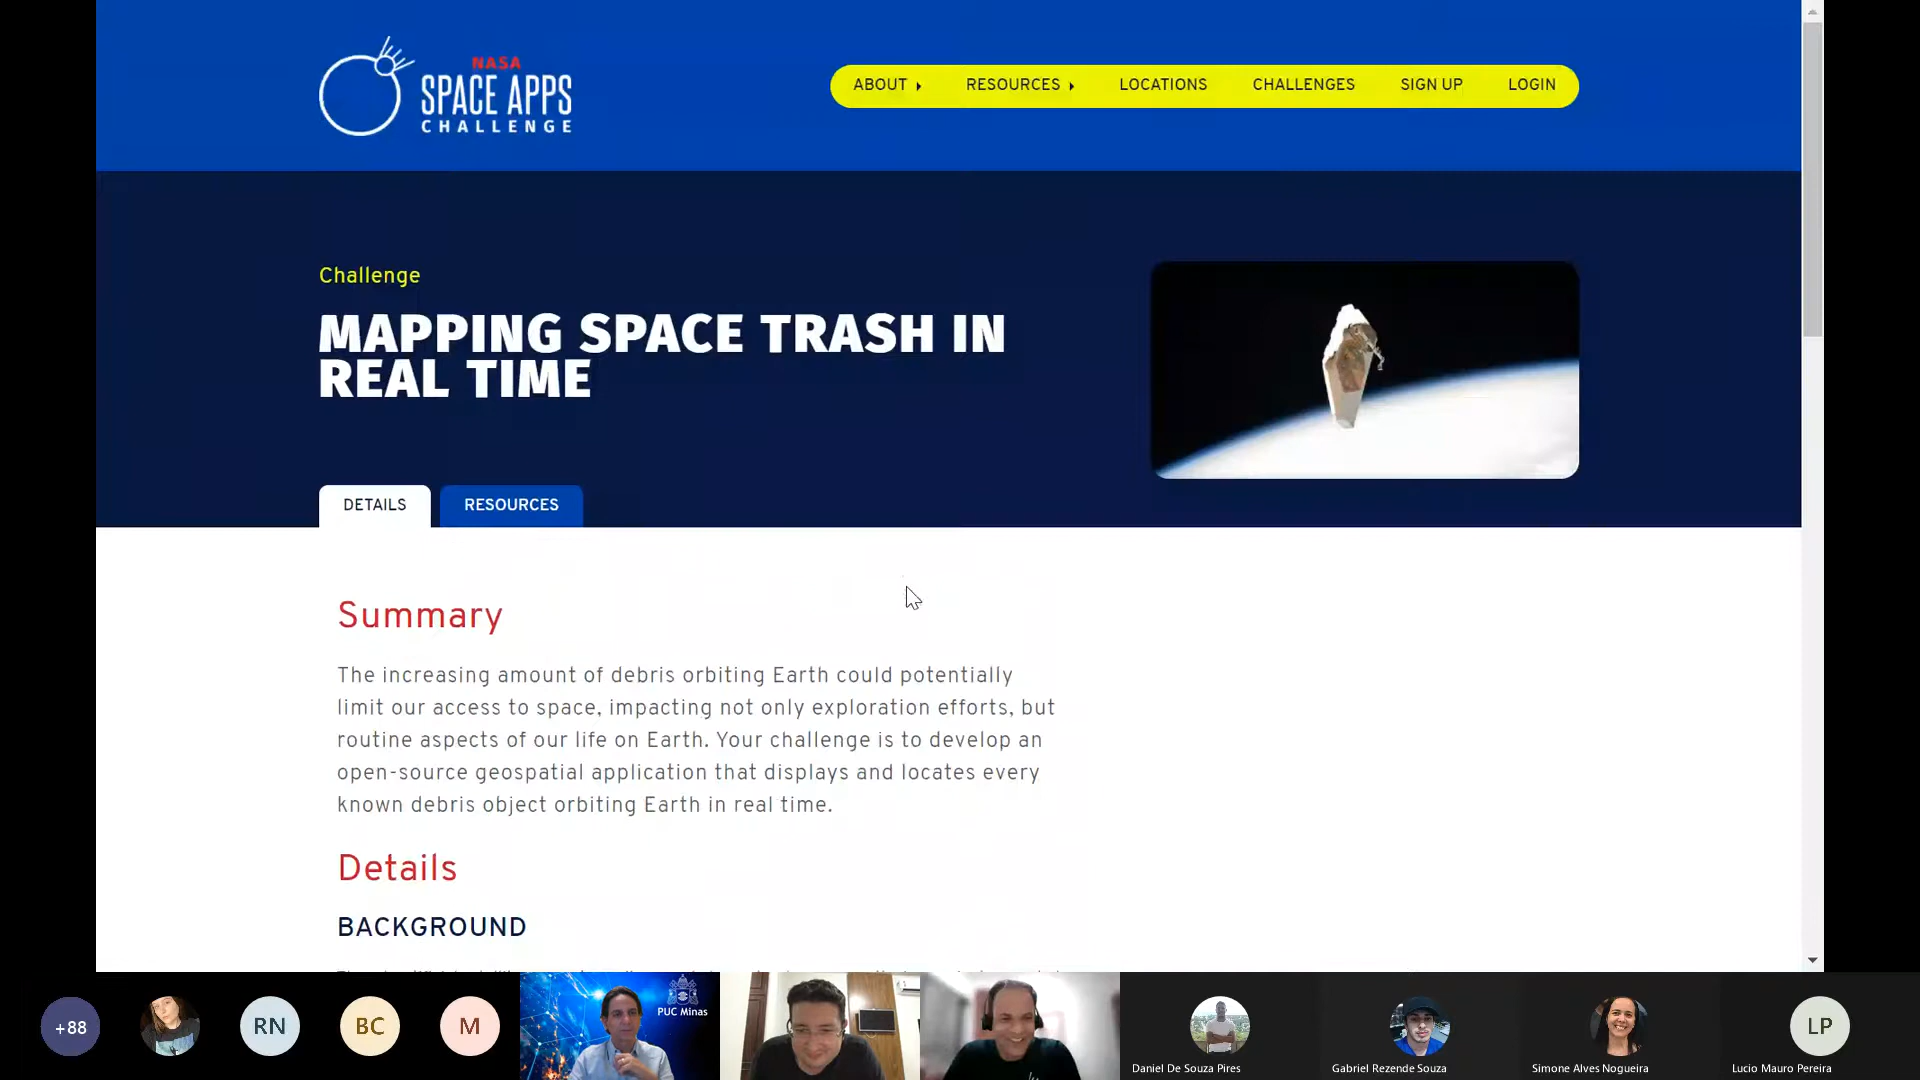 NASA
SPACE APPS
CHALLENGE
ABOUT
RESOURCES
LOCATIONS
CHALLENGES
SIGN UP
LOGIN
Challenge
MAPPING SPACE TRASH IN
REAL TIME
DETAILS
RESOURCES
Summary
The increasing amount of debris orbiting Earth could potentially
limit our access to space, impacting not only exploration efforts, but
routine aspects of our life on Earth. Your challenge is to develop an
open-source geospatial application that displays and locates every
known debris object orbiting Earth in real time.
Details
BACKGROUND
+88
RN
BC
M
PUC Minas
LP
Daniel De Souza Pires
Gabriel Rezende Souza
Simone Alves Nogueira
Lucio Mauro Pereira